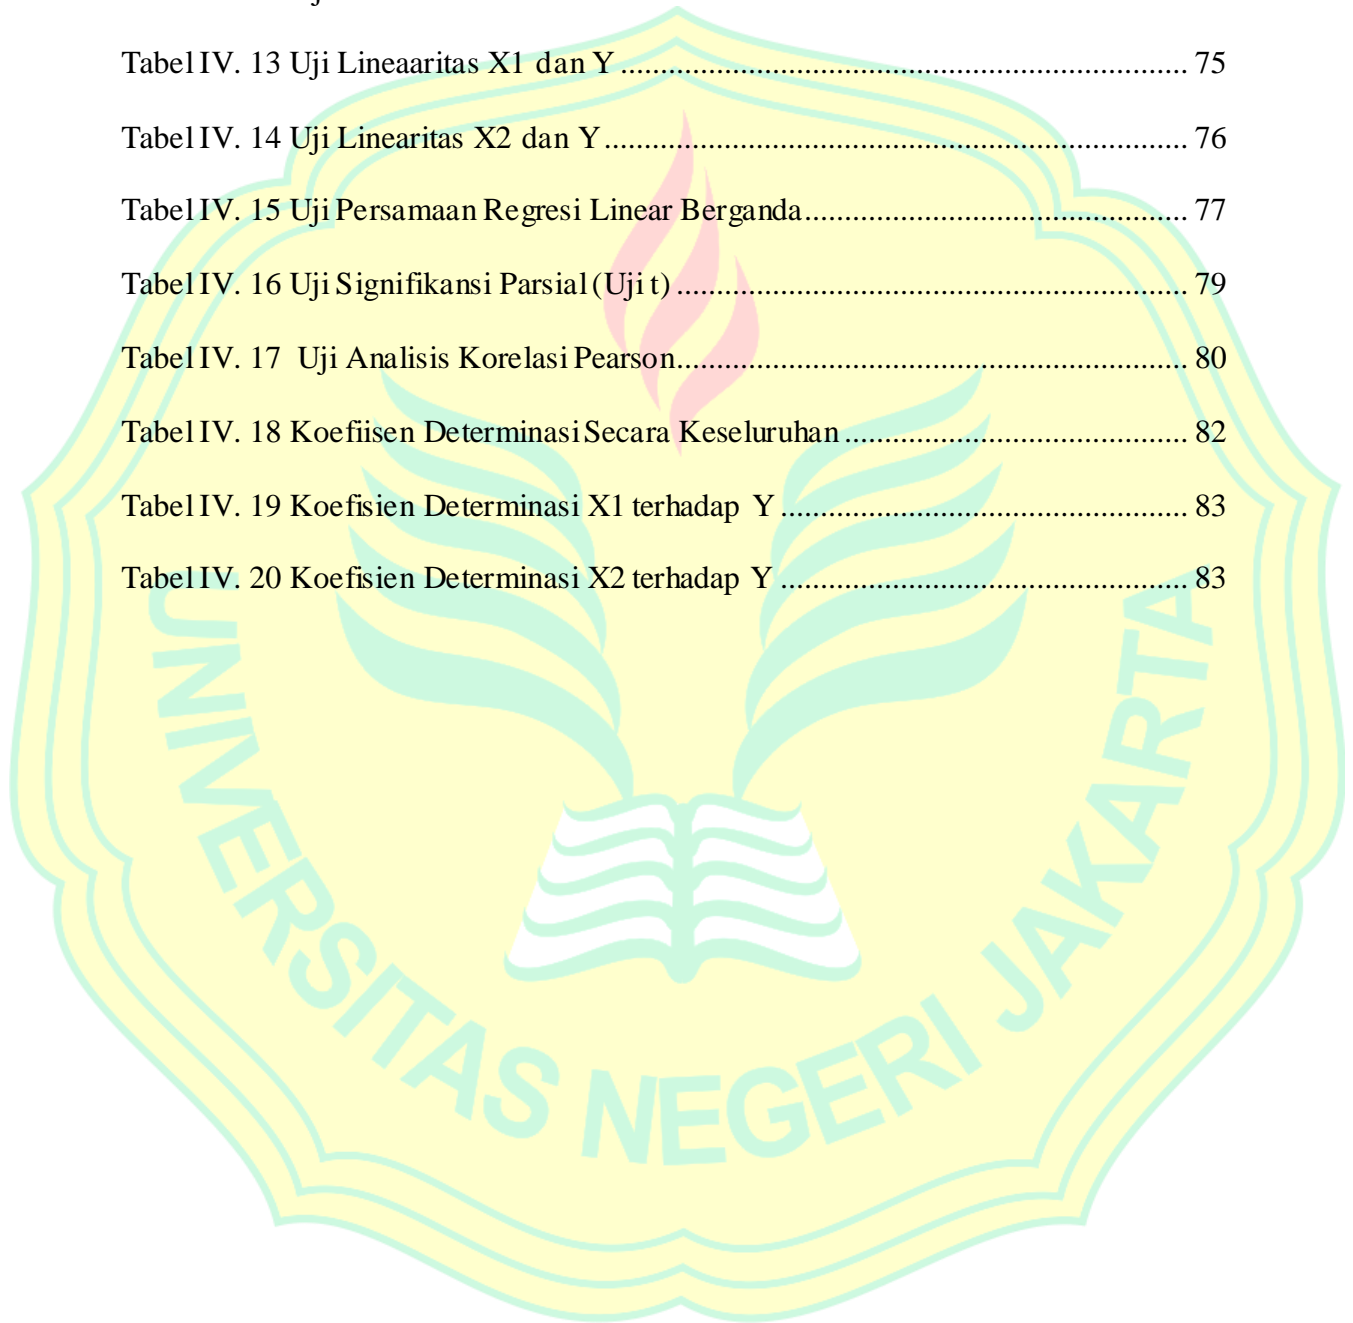 Tabel IV. 13 Uji Lineaaritas X1 dan Y ........................................................................ 75
Tabel IV. 14 Uji Linearitas X2 dan Y .......................................................................... 76
Tabel IV. 15 Uji Persamaan Regresi Linear Berganda ................................................ 77
Tabel IV. 16 Uji Signifikansi Parsial (Uji t) ................................................................ 79
Tabel IV. 17 Uji Analisis Korelasi Pearson ................................................................ 80
Tabel IV. 18 Koefiisen Determinasi Secara Keseluruhan ........................................... 82
Tabel IV. 19 Koefisien Determinasi X1 terhadap Y ................................................... 83
Tabel IV. 20 Koefisien Determinasi X2 terhadap Y ................................................... 83
UNIVERSITAS NEGERI JAKARTA